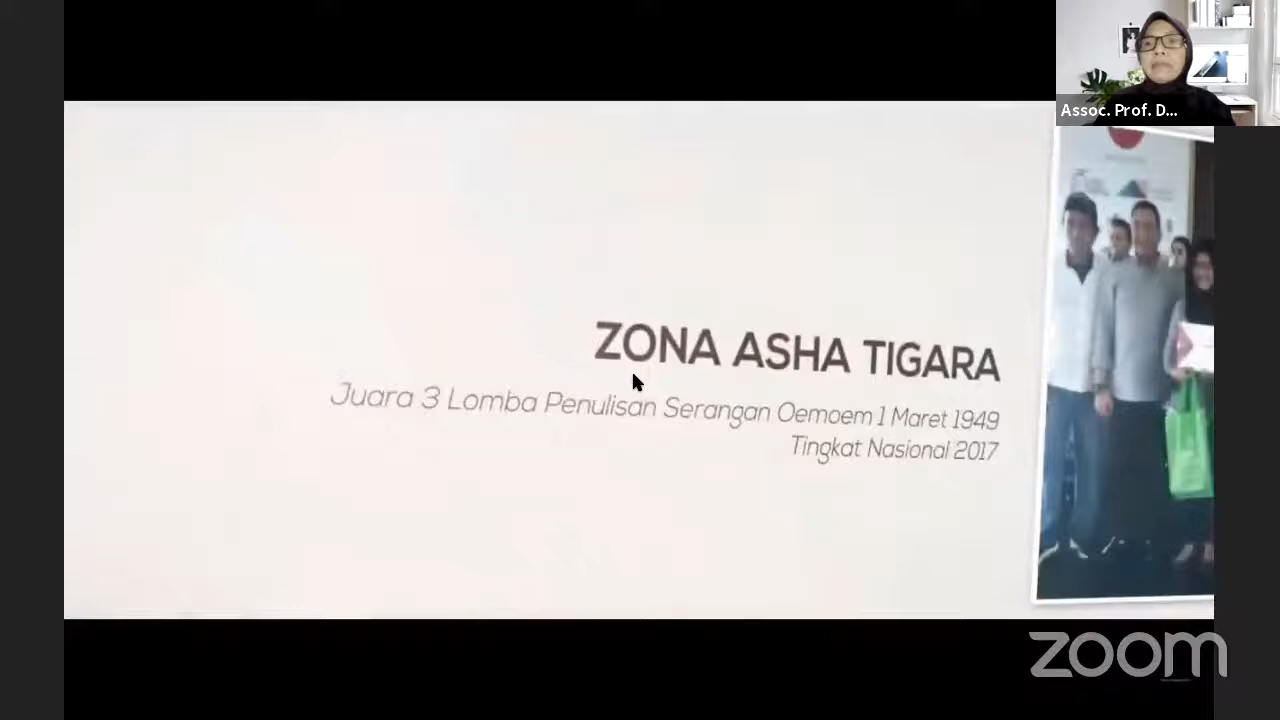 Assoc. Prof. D...
ZONA ASHA TIGARA
Juara 3 Lomba Penulisan Serangan Oemoem 1 Maret 1949
Tingkat Nasional 2017
zoom